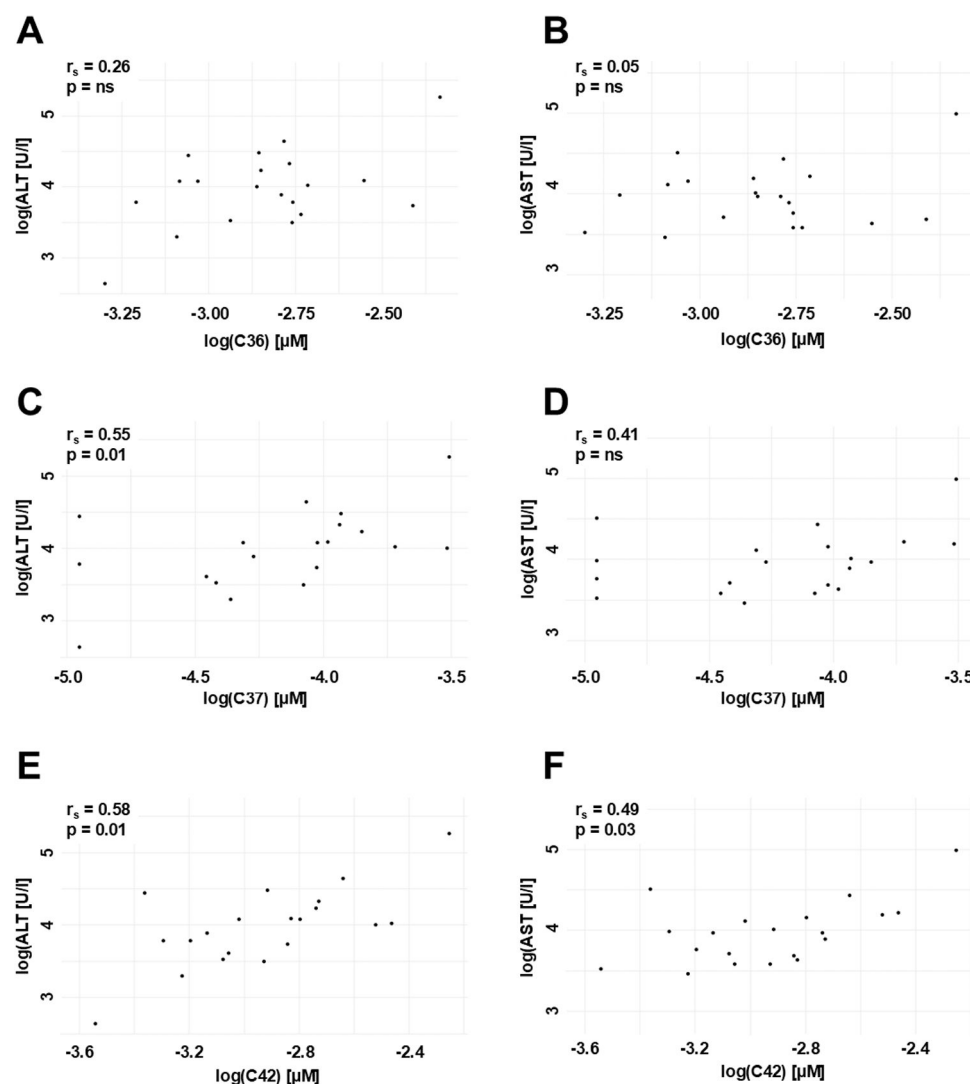 A
r_s = 0.26
p = ns
log(ALT [U/l]
5
4
3
-3.25 -3.00 -2.75 -2.50
log(C36) [µM]
B
r_s = 0.05
p = ns
log(AST [U/l]
5
4
3
-3.25 -3.00 -2.75 -2.50
log(C36) [µM]
C
r_s = 0.55
p = 0.01
log(ALT [U/l]
5
4
3
-5.0 -4.5 -4.0 -3.5
log(C37) [µM]
D
r_s = 0.41
p = ns
log(AST [U/l]
5
4
3
-5.0 -4.5 -4.0 -3.5
log(C37) [µM]
E
r_s = 0.58
p = 0.01
log(ALT [U/l]
5
4
3
-3.6 -3.2 -2.8 -2.4
log(C42) [µM]
F
r_s = 0.49
p = 0.03
log(AST [U/l]
5
4
3
-3.6 -3.2 -2.8 -2.4
log(C42) [µM]